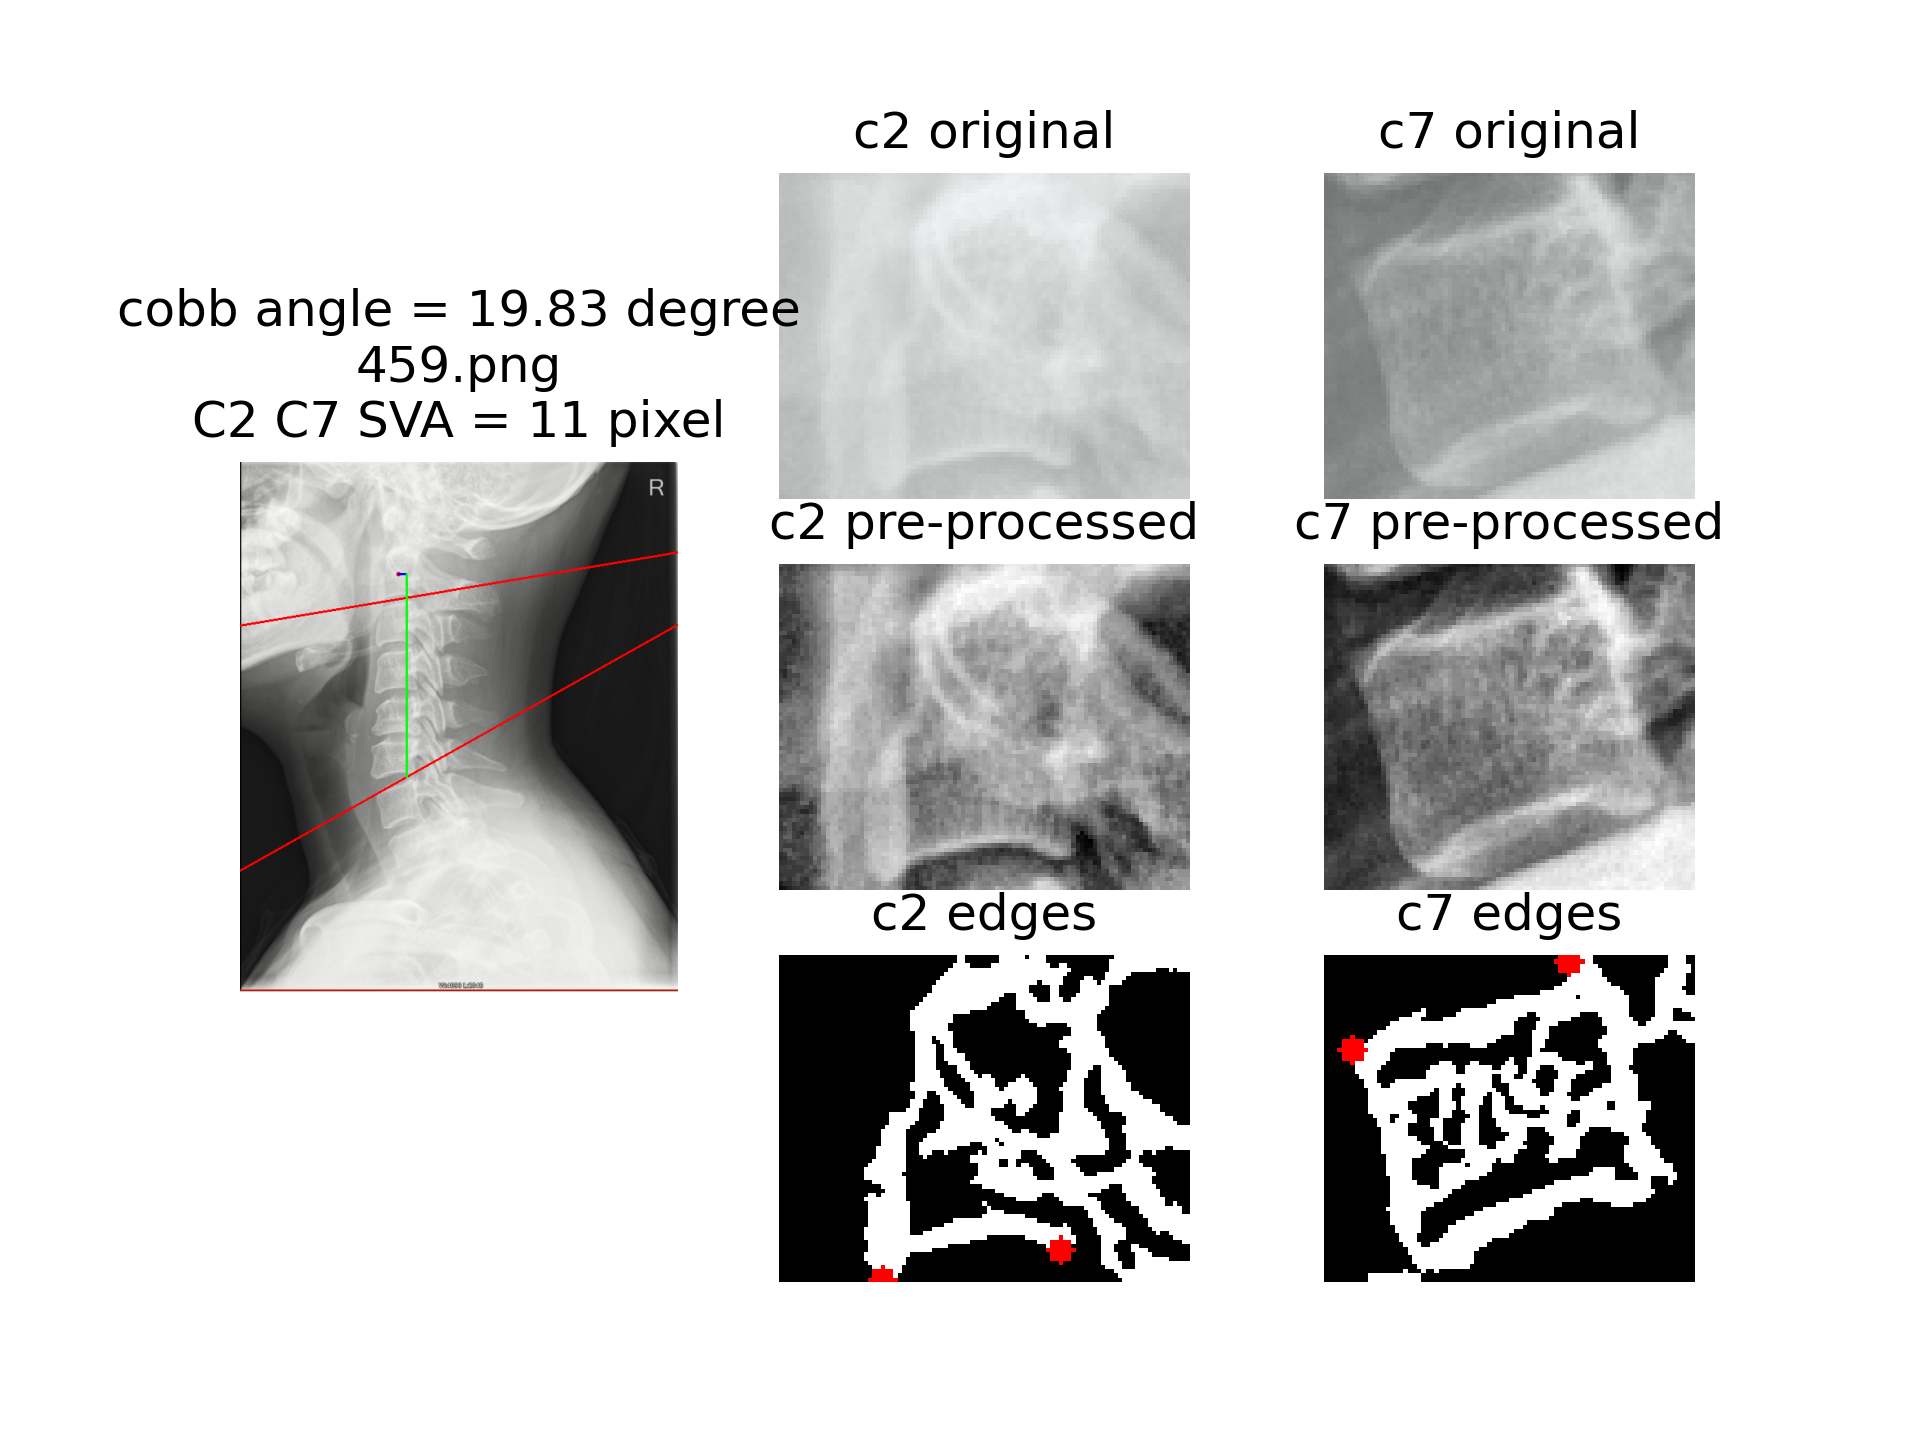 cobb angle = 19.83 degree
459.png
C2 C7 SVA = 11 pixel
R
c2 original
c7 original
c2 pre-processed
c7 pre-processed
c2 edges
c7 edges